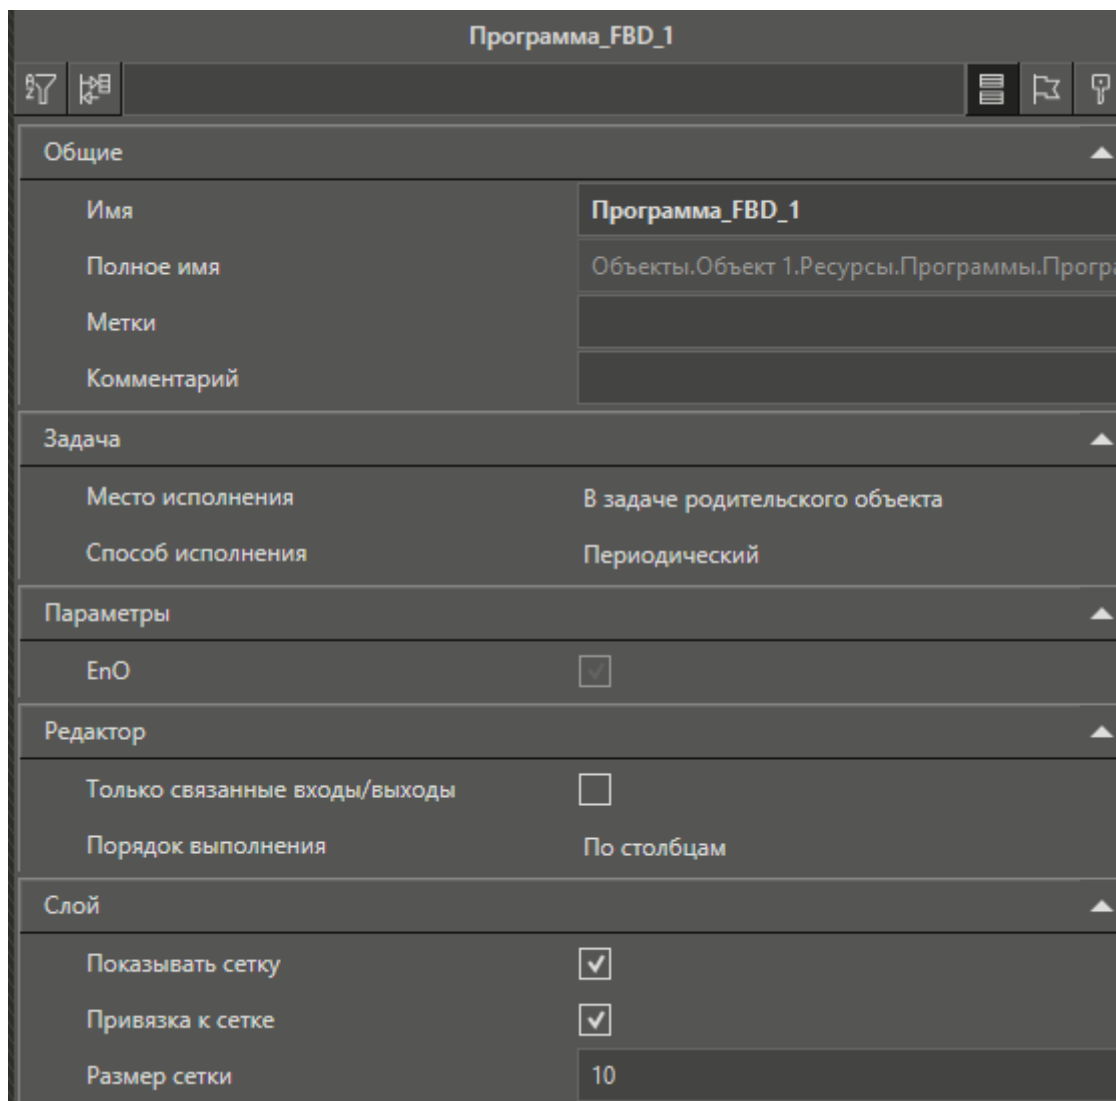 Программа_FBD_1
Общие
Имя Программа_FBD_1
Полное имя Объекты.Объект 1.Ресурсы.Программы.Програ
Метки
Комментарий
Задача
Место исполнения В задаче родительского объекта
Способ исполнения Периодический
Параметры
EnO
Редактор
Только связанные входы/выходы
Порядок выполнения По столбцам
Слой
Показывать сетку
Привязка к сетке
Размер сетки 10